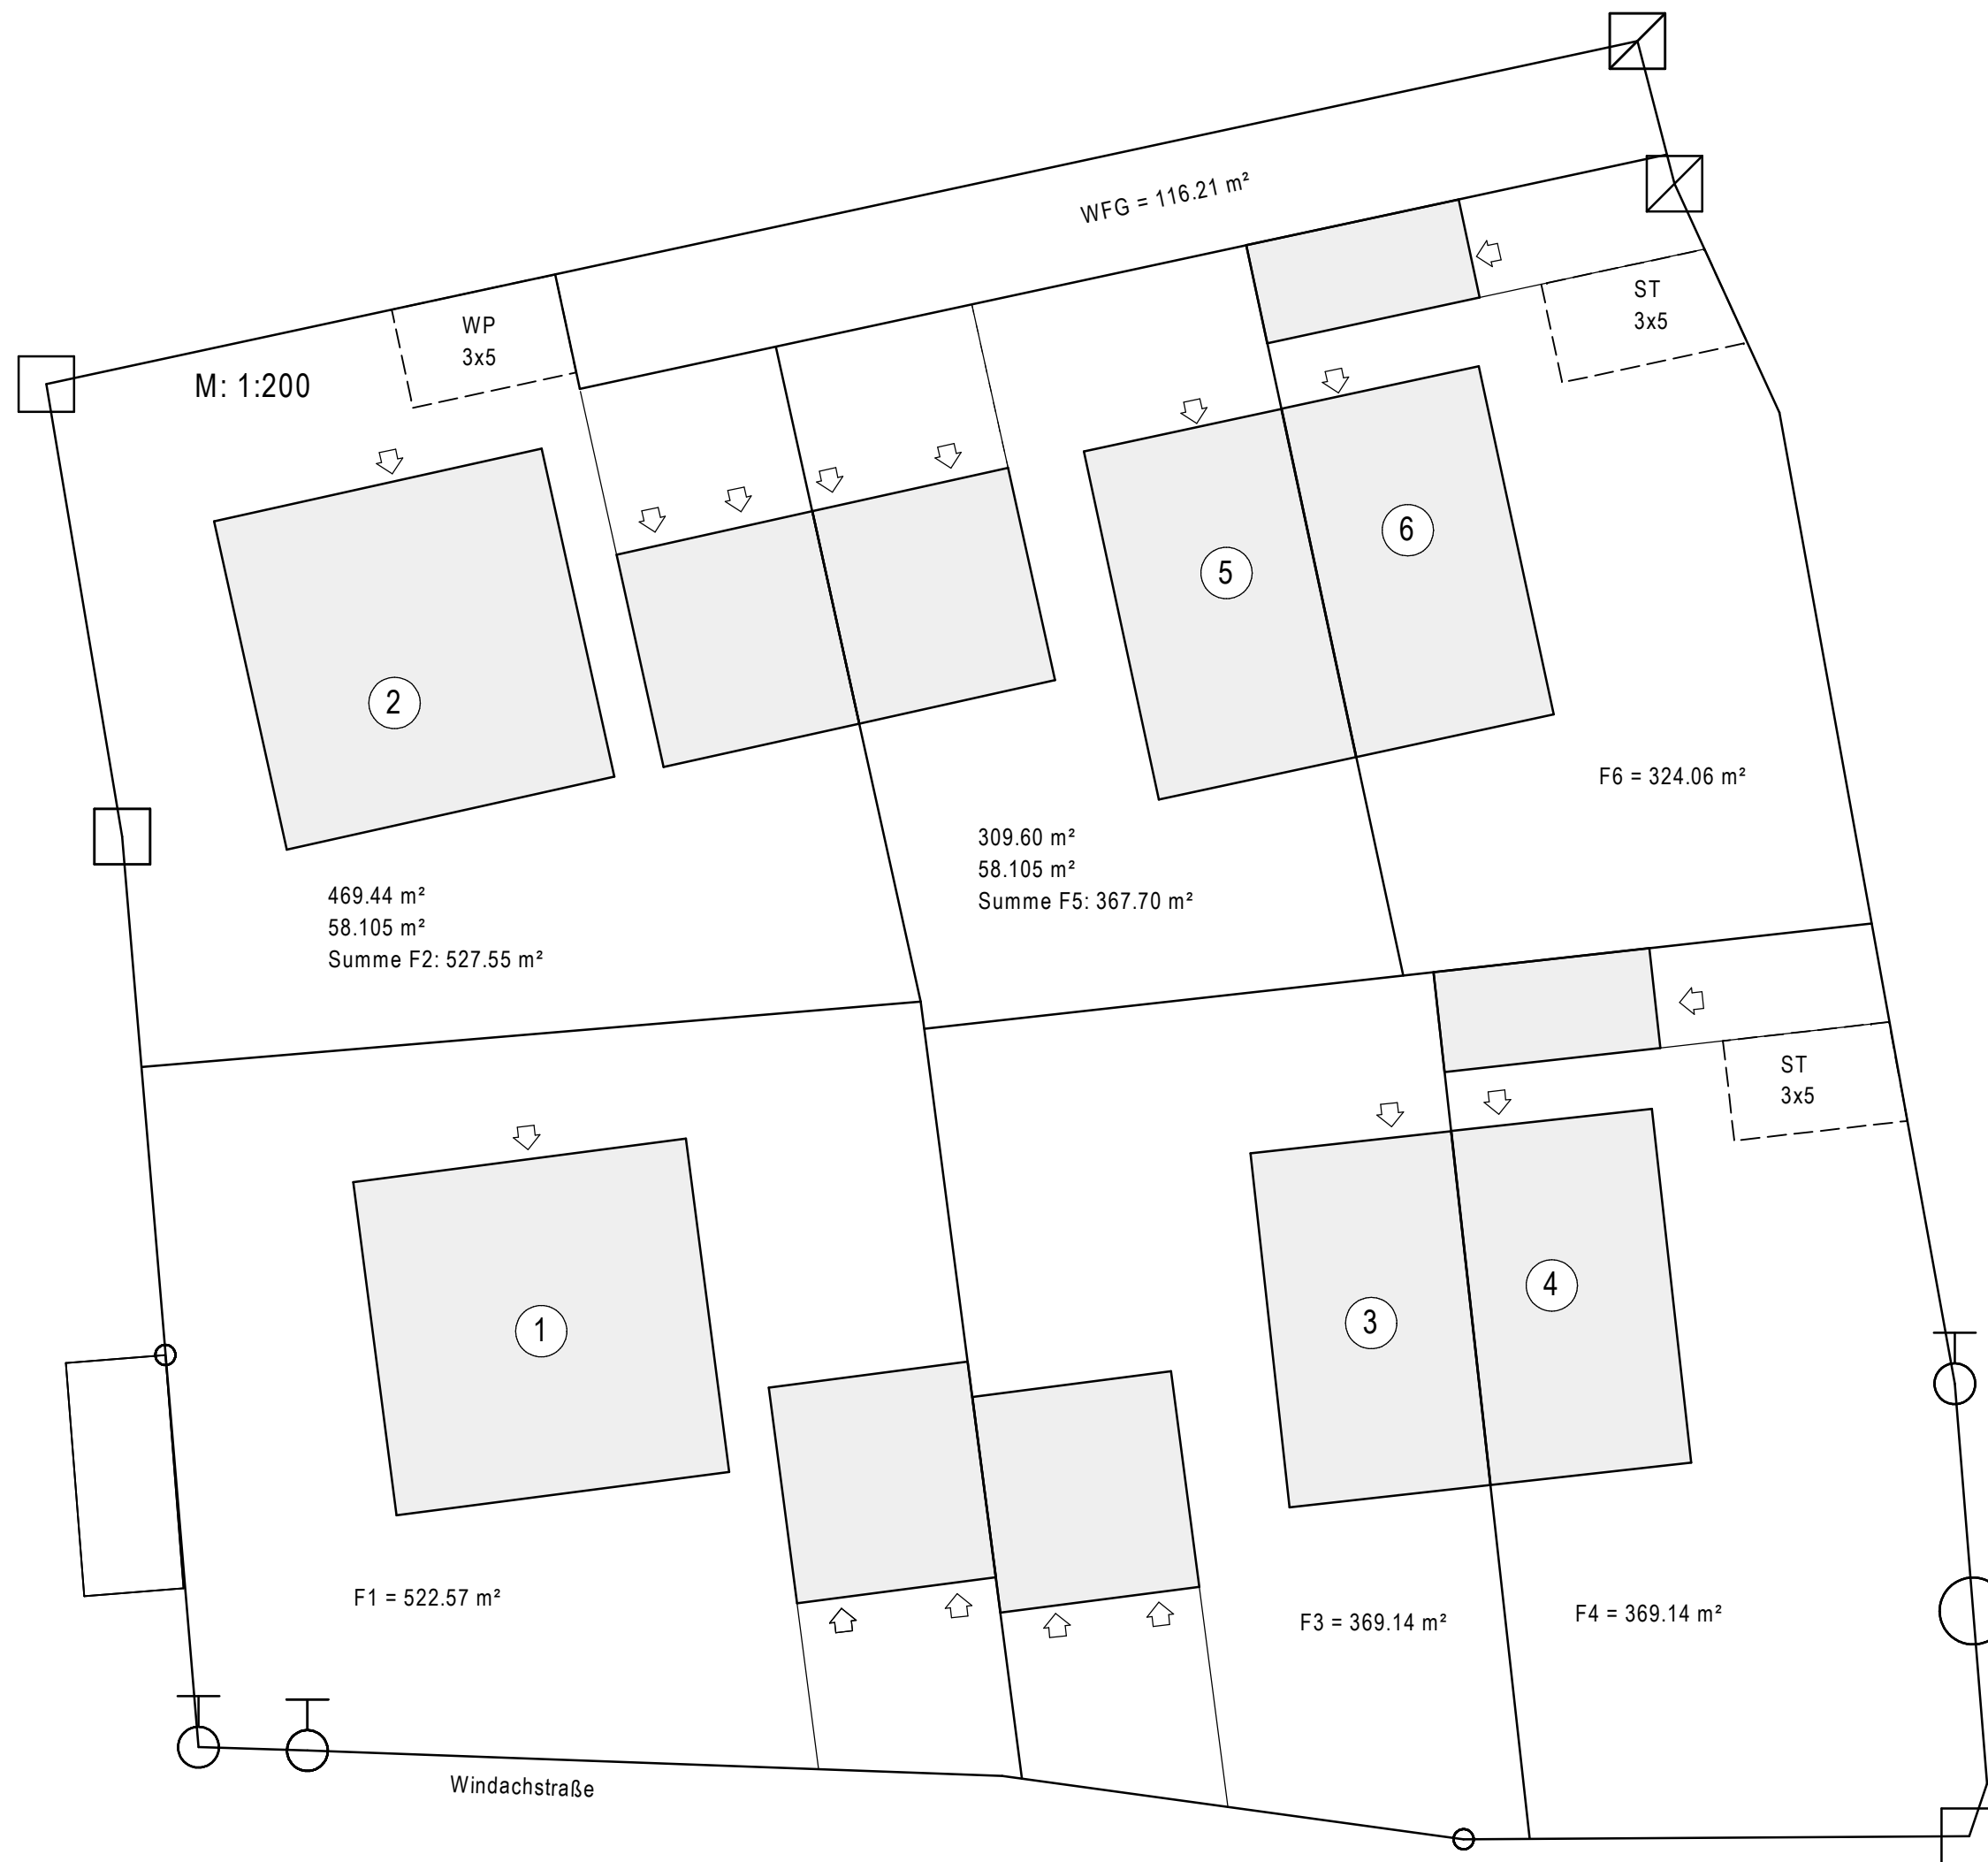 WFG = 116.21 m²
ST
3x5
WP
3x5
M: 1:200
6
5
2
F6 = 324.06 m²
309.60 m²
58.105 m²
Summe F5: 367.70 m²
469.44 m²
58.105 m²
Summe F2: 527.55 m²
ST
3x5
4
3
1
F1 = 522.57 m²
F3 = 369.14 m²
F4 = 369.14 m²
Windachstraße